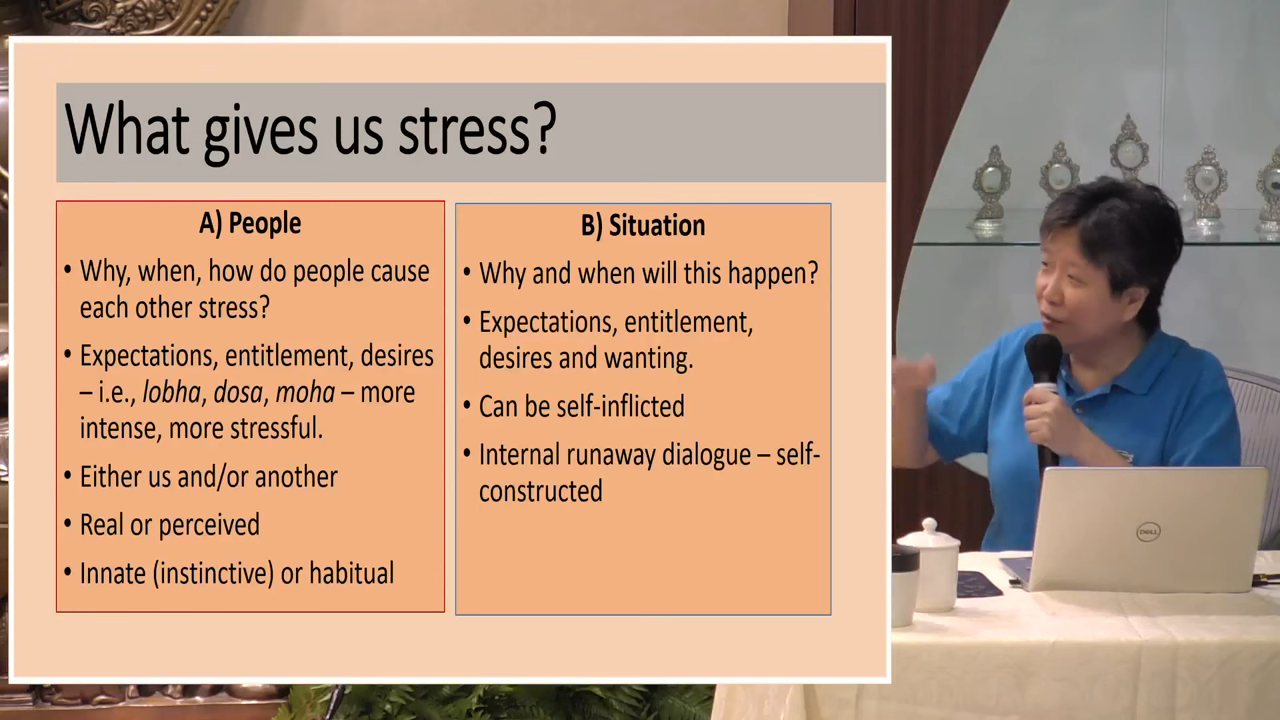 What gives us stress?
A) People
• Why, when, how do people cause
each other stress?
• Expectations, entitlement, desires
– i.e., lobha, dosa, moha – more
intense, more stressful.
• Either us and/or another
• Real or perceived
• Innate (instinctive) or habitual
B) Situation
• Why and when will this happen?
• Expectations, entitlement,
desires and wanting.
• Can be self-inflicted
• Internal runaway dialogue – self-
constructed
DELL